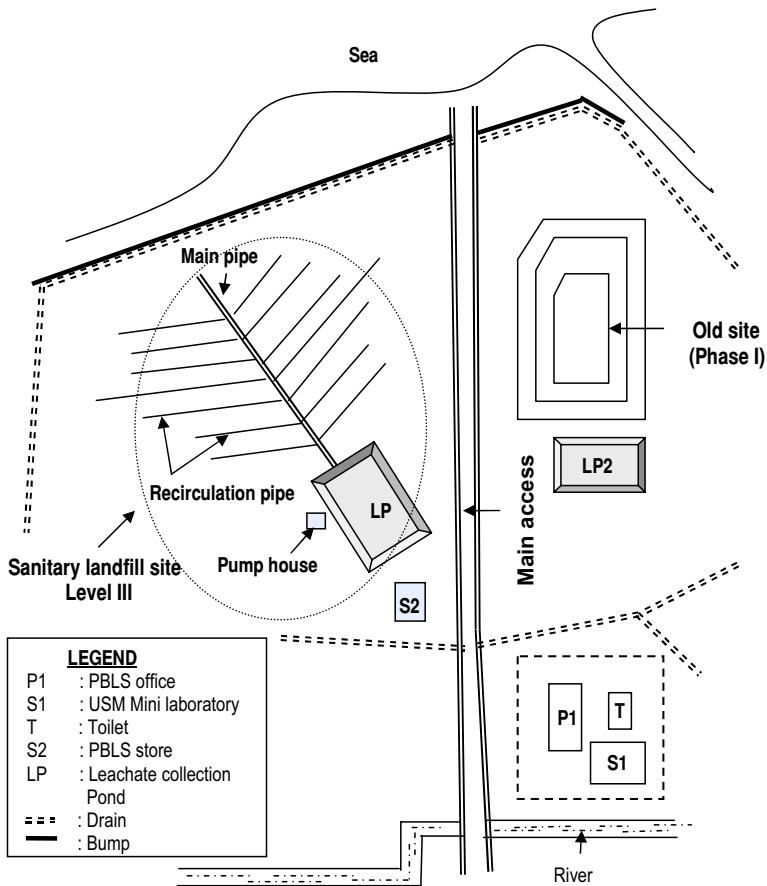 Sea
Main pipe
Old site
(Phase I)
LP2
Recirculation pipe
LP
Main access
Sanitary landfill site
Level III
Pump house
S2
LEGEND
P1 : PBLS office
S1 : USM Mini laboratory
T : Toilet
S2 : PBLS store
LP : Leachate collection
Pond
: Drain
: Bump
P1
T
S1
River